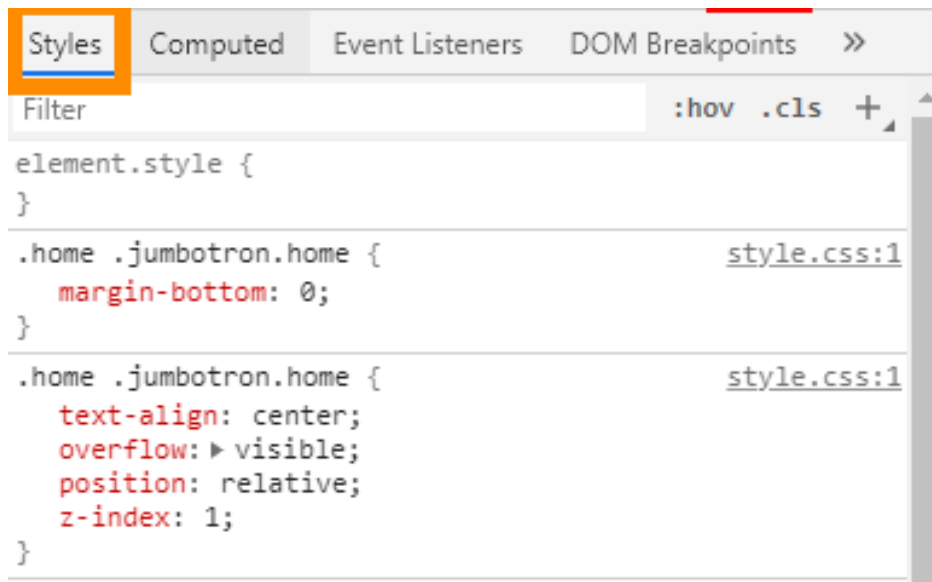 Styles Computed Event Listeners DOM Breakpoints »
Filter :hov .cls +
element.style {
}
.home .jumbotron.home { style.css:1
margin-bottom: 0;
}
.home .jumbotron.home { style.css:1
text-align: center;
overflow: ▶ visible;
position: relative;
z-index: 1;
}